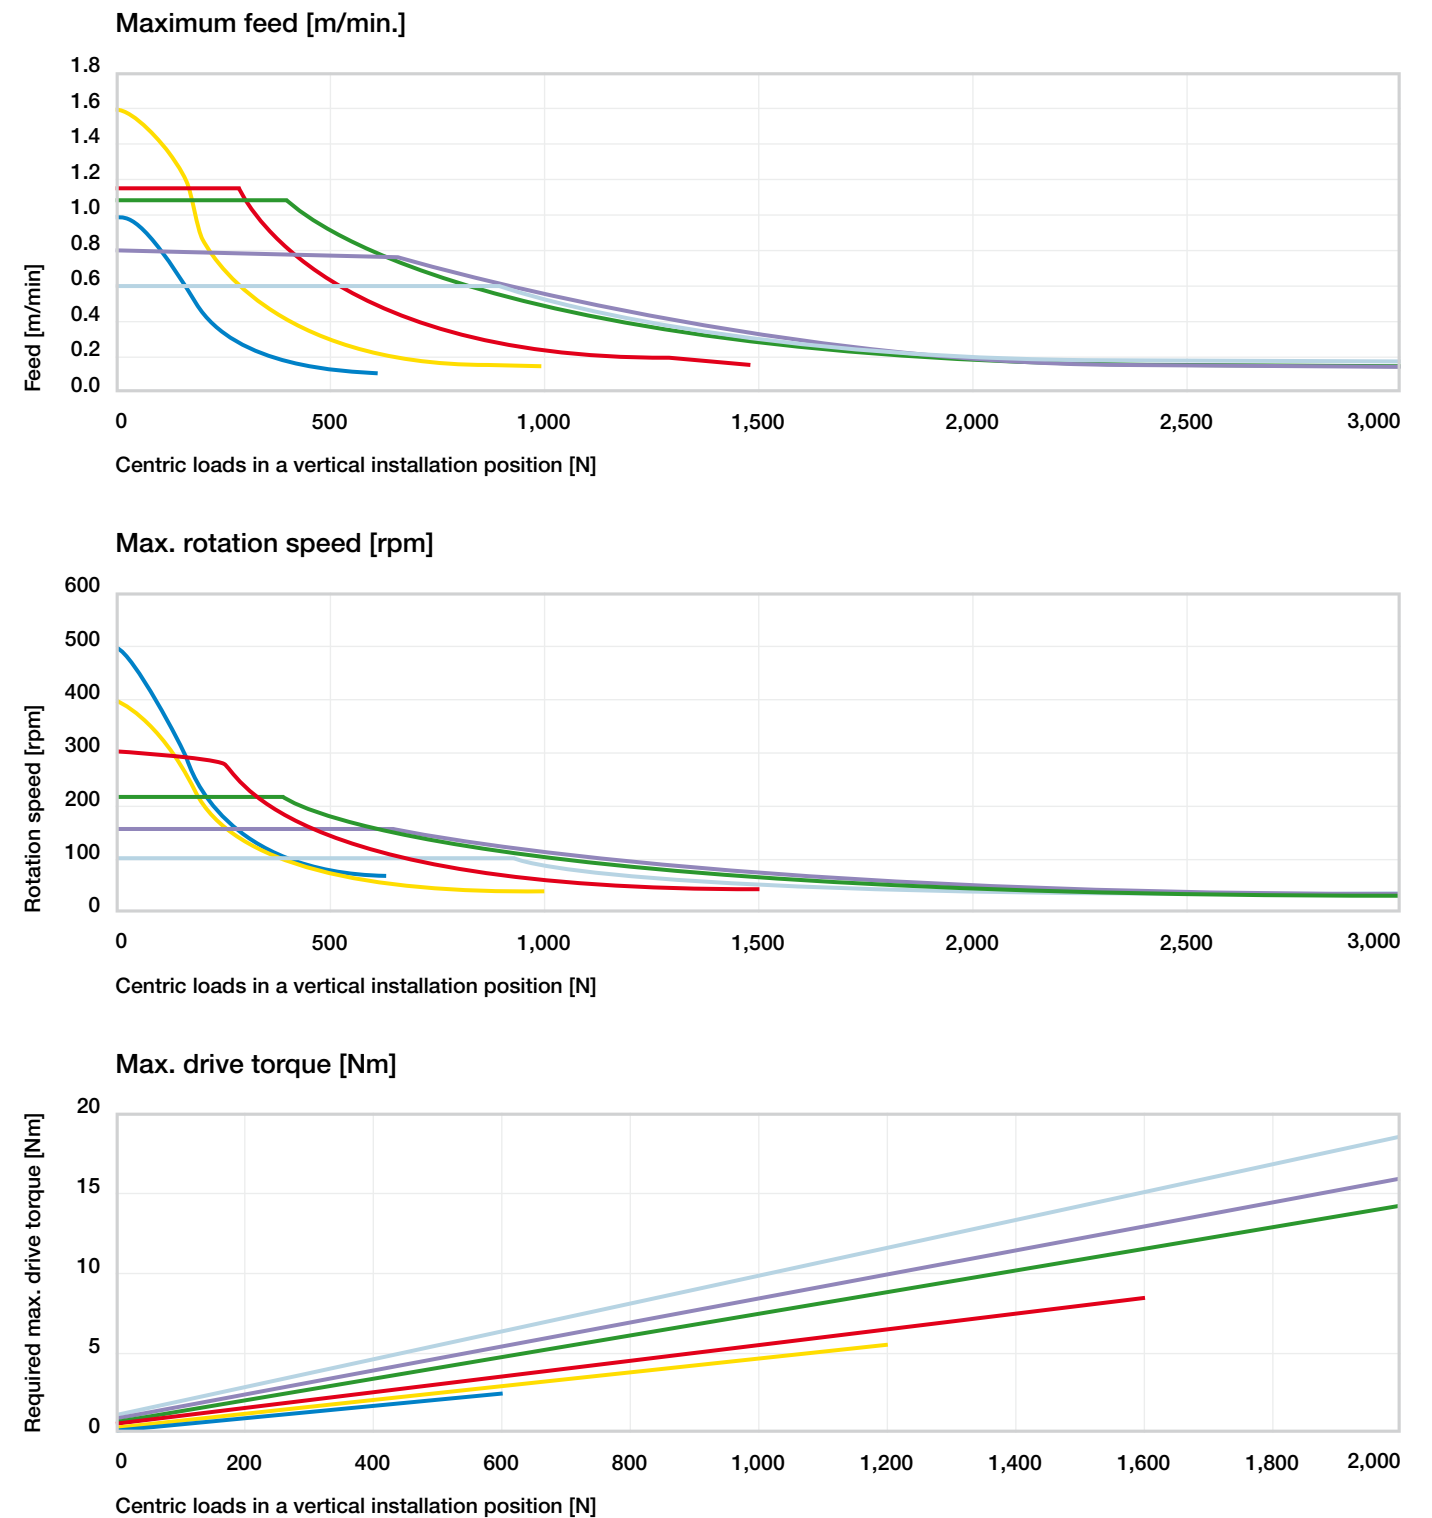 Maximum feed [m/min.]
1.8
1.6
1.4
1.2
1.0
0.8
0.6
0.4
0.2
0.0
Feed [m/min]
0 500 1,000 1,500 2,000 2,500 3,000
Centric loads in a vertical installation position [N]
Max. rotation speed [rpm]
600
500
400
300
200
100
0
Rotation speed [rpm]
0 500 1,000 1,500 2,000 2,500 3,000
Centric loads in a vertical installation position [N]
Max. drive torque [Nm]
20
15
10
5
0
Required max. drive torque [Nm]
0 200 400 600 800 1,000 1,200 1,400 1,600 1,800 2,000
Centric loads in a vertical installation position [N]